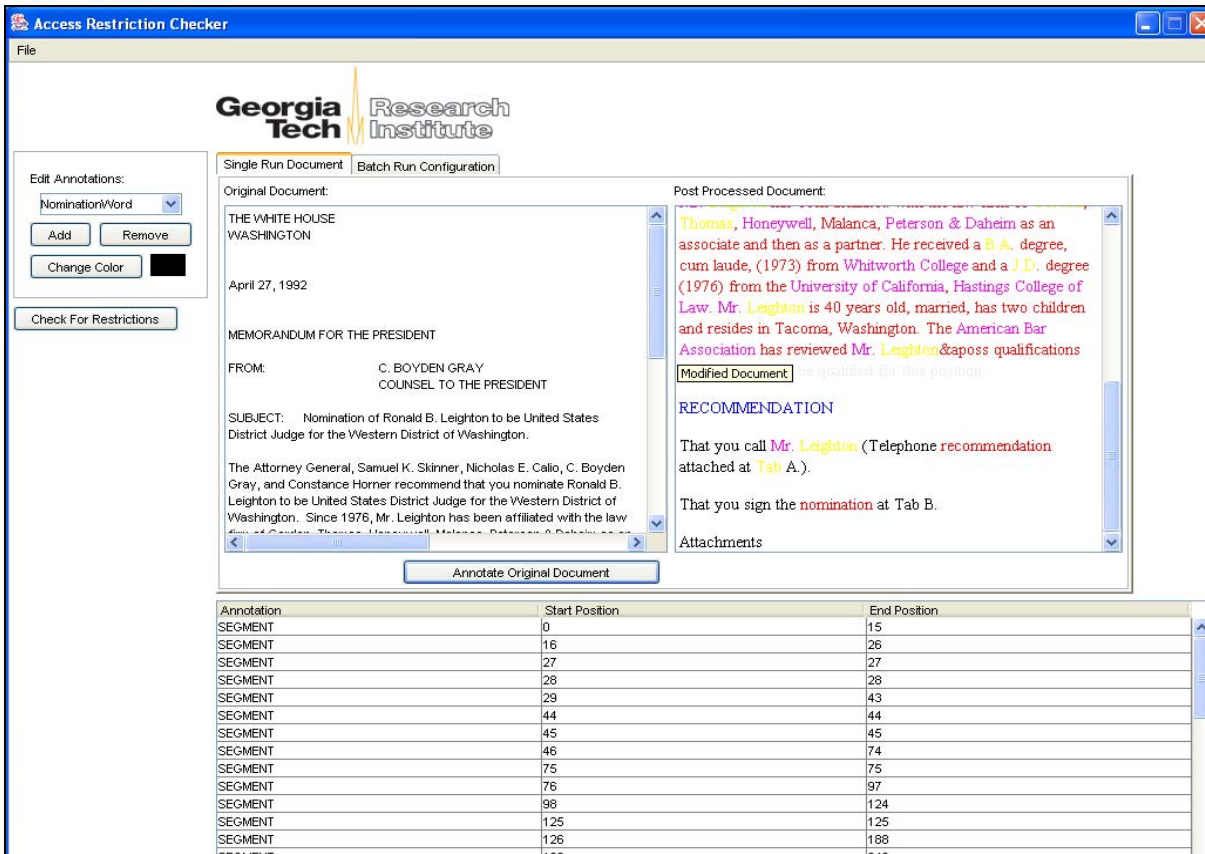 Access Restriction Checker
File
Georgia Tech Research Institute
Edit Annotations:
NominationWord
Add Remove
Change Color
Check For Restrictions
Single Run Document Batch Run Configuration
Original Document:
THE WHITE HOUSE
WASHINGTON
April 27, 1992
MEMORANDUM FOR THE PRESIDENT
FROM: C. BOYDEN GRAY
COUNSEL TO THE PRESIDENT
SUBJECT: Nomination of Ronald B. Leighton to be United States
District Judge for the Western District of Washington.
The Attorney General, Samuel K. Skinner, Nicholas E. Calio, C. Boyden
Gray, and Constance Horner recommend that you nominate Ronald B.
Leighton to be United States District Judge for the Western District of
Washington. Since 1976, Mr. Leighton has been affiliated with the law
Post Processed Document:
Thomas, Honeywell, Malanca, Peterson & Daheim as an
associate and then as a partner. He received a B.A. degree,
cum laude, (1973) from Whitworth College and a J.D. degree
(1976) from the University of California, Hastings College of
Law. Mr. Leighton is 40 years old, married, has two children
and resides in Tacoma, Washington. The American Bar
Association has reviewed Mr. Leighton&aposs qualifications
Modified Document be qualified for this position.
RECOMMENDATION
That you call Mr. Leighton (Telephone recommendation
attached at Tab A.).
That you sign the nomination at Tab B.
Attachments
Annotate Original Document
Annotation Start Position End Position
SEGMENT 0 15
SEGMENT 16 26
SEGMENT 27 27
SEGMENT 28 28
SEGMENT 29 43
SEGMENT 44 44
SEGMENT 45 45
SEGMENT 46 74
SEGMENT 75 75
SEGMENT 76 97
SEGMENT 98 124
SEGMENT 125 125
SEGMENT 126 188